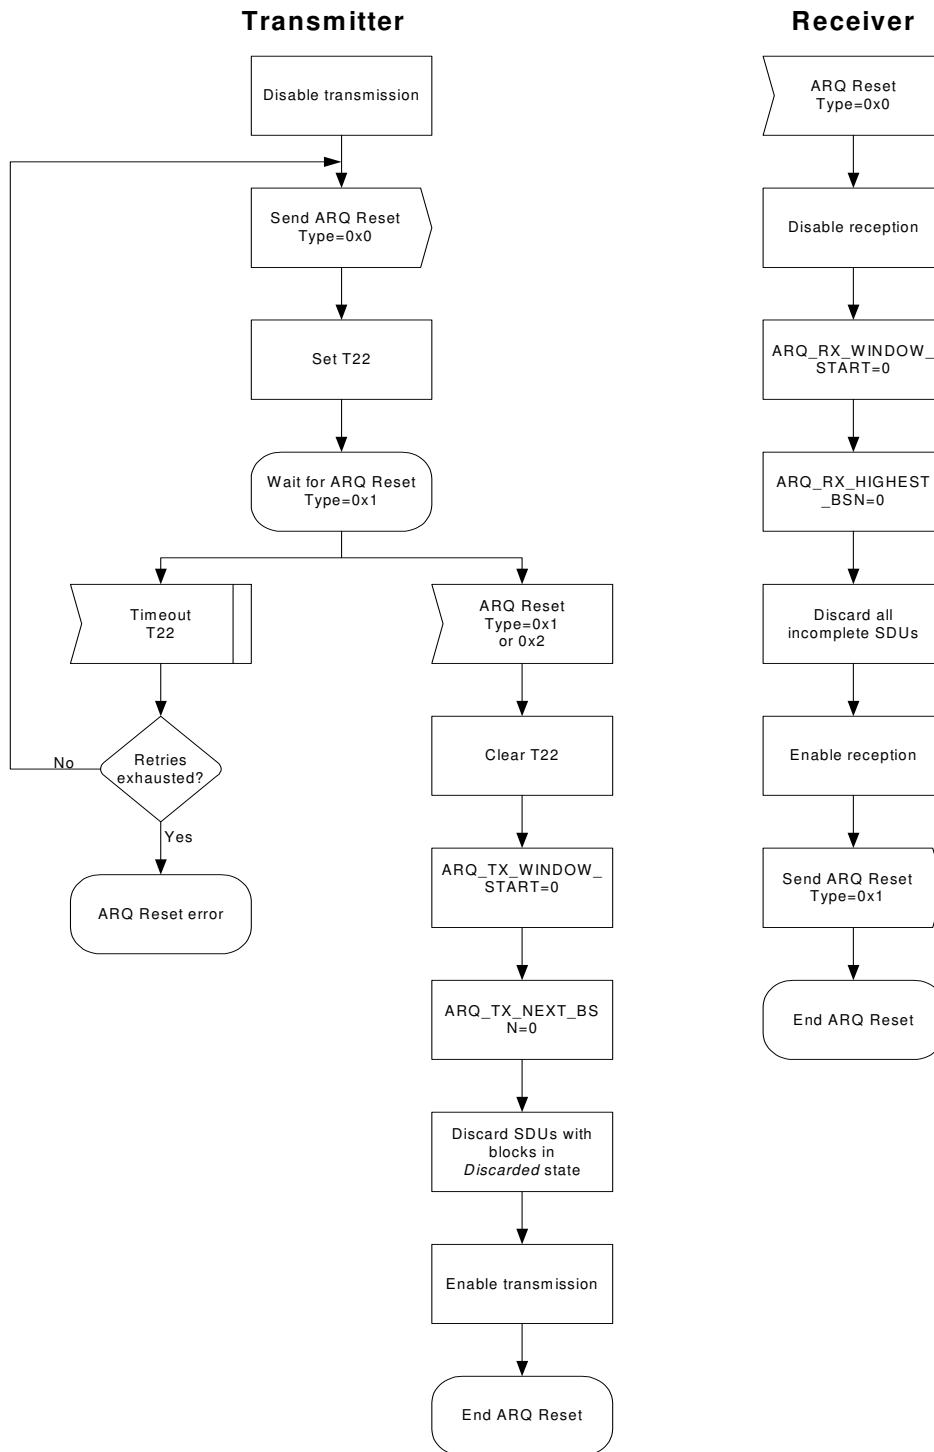 Transmitter
Disable transmission
Send ARQ Reset
Type=0x0
Set T22
Wait for ARQ Reset
Type=0x1
Timeout
T22
Retries
exhausted?
No
Yes
ARQ Reset error
ARQ Reset
Type=0x1
or 0x2
Clear T22
ARQ_TX_WINDOW_
START=0
ARQ_TX_NEXT_BS
N=0
Discard SDUs with
blocks in
Discarded state
Enable transmission
End ARQ Reset
Receiver
ARQ Reset
Type=0x0
Disable reception
ARQ_RX_WINDOW_
START=0
ARQ_RX_HIGHEST
_BSN=0
Discard all
incomplete SDUs
Enable reception
Send ARQ Reset
Type=0x1
End ARQ Reset